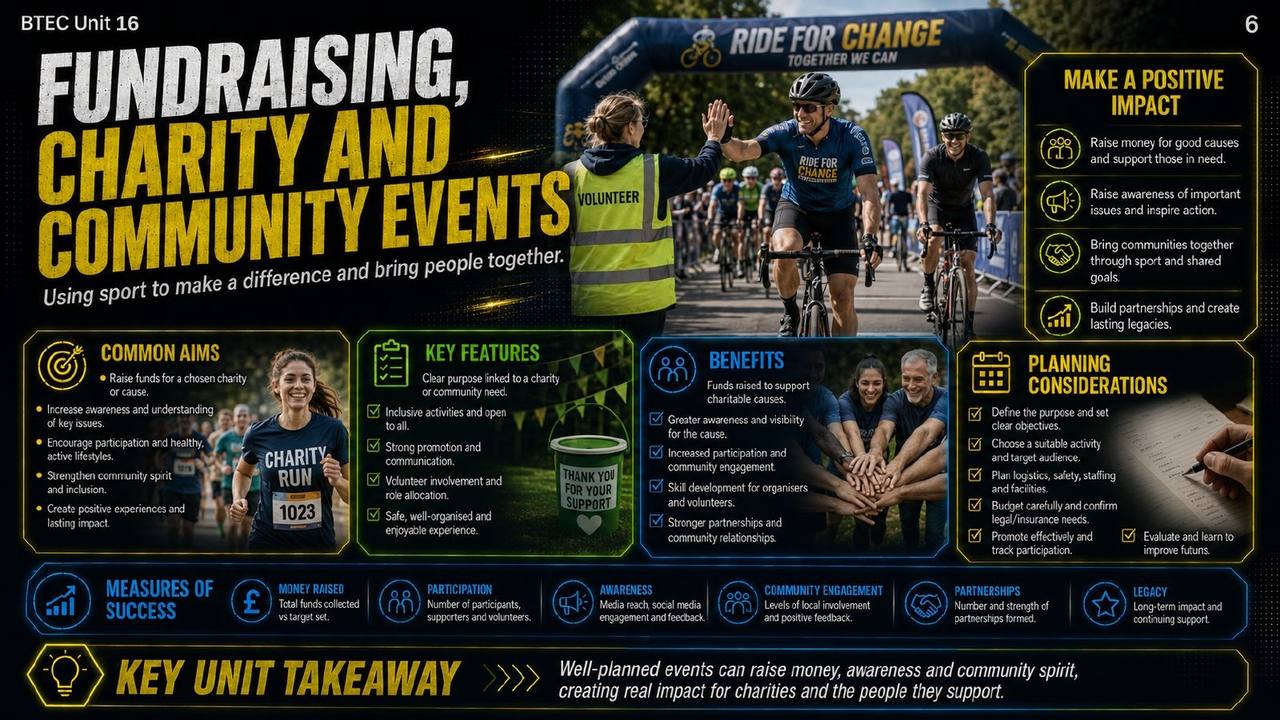 BTEC Unit 16
6
FUNDRAISING,
CHARITY AND
COMMUNITY EVENTS
Using sport to make a difference and bring people together.
RIDE FOR CHANGE
TOGETHER WE CAN
VOLUNTEER
RIDE FOR
CHANGE
MAKE A POSITIVE
IMPACT
Raise money for good causes
and support those in need.
Raise awareness of important
issues and inspire action.
Bring communities together
through sport and shared
goals.
Build partnerships and create
lasting legacies.
COMMON AIMS
• Raise funds for a chosen charity
or cause.
• Increase awareness and understanding
of key issues.
• Encourage participation and healthy,
active lifestyles.
• Strengthen community spirit
and inclusion.
• Create positive experiences and
lasting impact.
CHARITY
RUN
1023
KEY FEATURES
Clear purpose linked to a charity
or community need.
Inclusive activities and open
to all.
Strong promotion and
communication.
Volunteer involvement and
role allocation.
Safe, well-organised and
enjoyable experience.
THANK YOU
FOR YOUR
SUPPORT
BENEFITS
Funds raised to support
charitable causes.
Greater awareness and visibility
for the cause.
Increased participation and
community engagement.
Skill development for organisers
and volunteers.
Stronger partnerships and
community relationships.
PLANNING
CONSIDERATIONS
Define the purpose and set
clear objectives.
Choose a suitable activity
and target audience.
Plan logistics, safety, staffing
and facilities.
Budget carefully and confirm
legal/insurance needs.
Promote effectively and
track participation.
Evaluate and learn to
improve futuns.
MEASURES OF
SUCCESS
£
MONEY RAISED
Total funds collected
vs target set.
PARTICIPATION
Number of participants,
supporters and volunteers.
AWARENESS
Media reach, social media
engagement and feedback.
COMMUNITY ENGAGEMENT
Levels of local involvement
and positive feedback.
PARTNERSHIPS
Number and strength of
partnerships formed.
LEGACY
Long-term impact and
continuing support.
KEY UNIT TAKEAWAY
Well-planned events can raise money, awareness and community spirit,
creating real impact for charities and the people they support.